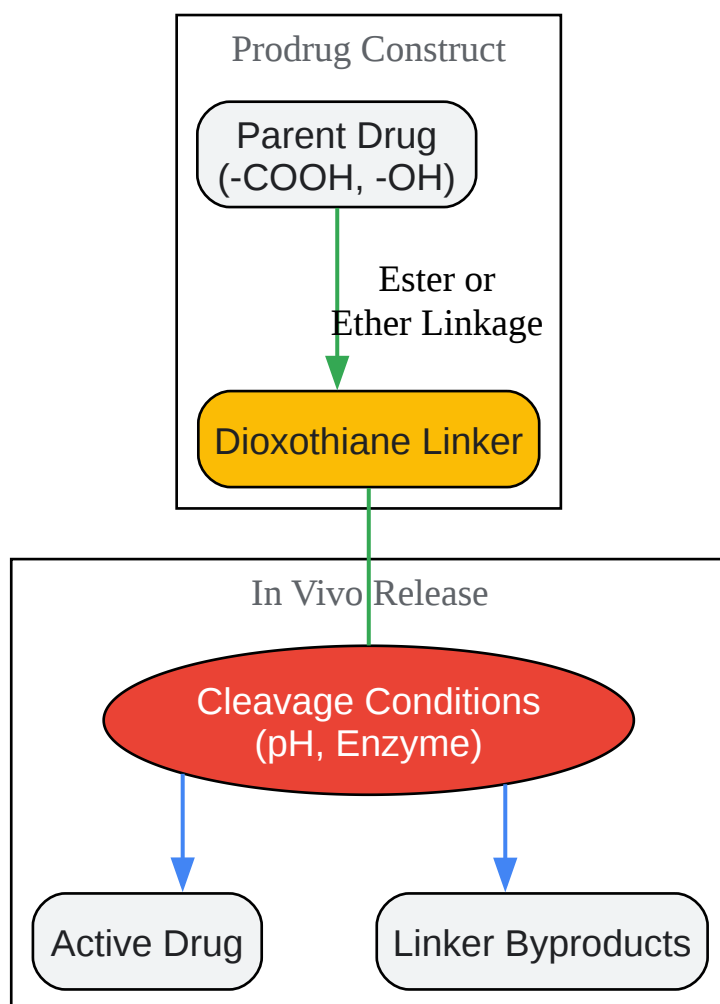 Prodrug Construct
Parent Drug
(-COOH, -OH)
Ester or
Ether Linkage
Dioxothiane Linker
In Vivo Release
Cleavage Conditions
(pH, Enzyme)
Active Drug
Linker Byproducts